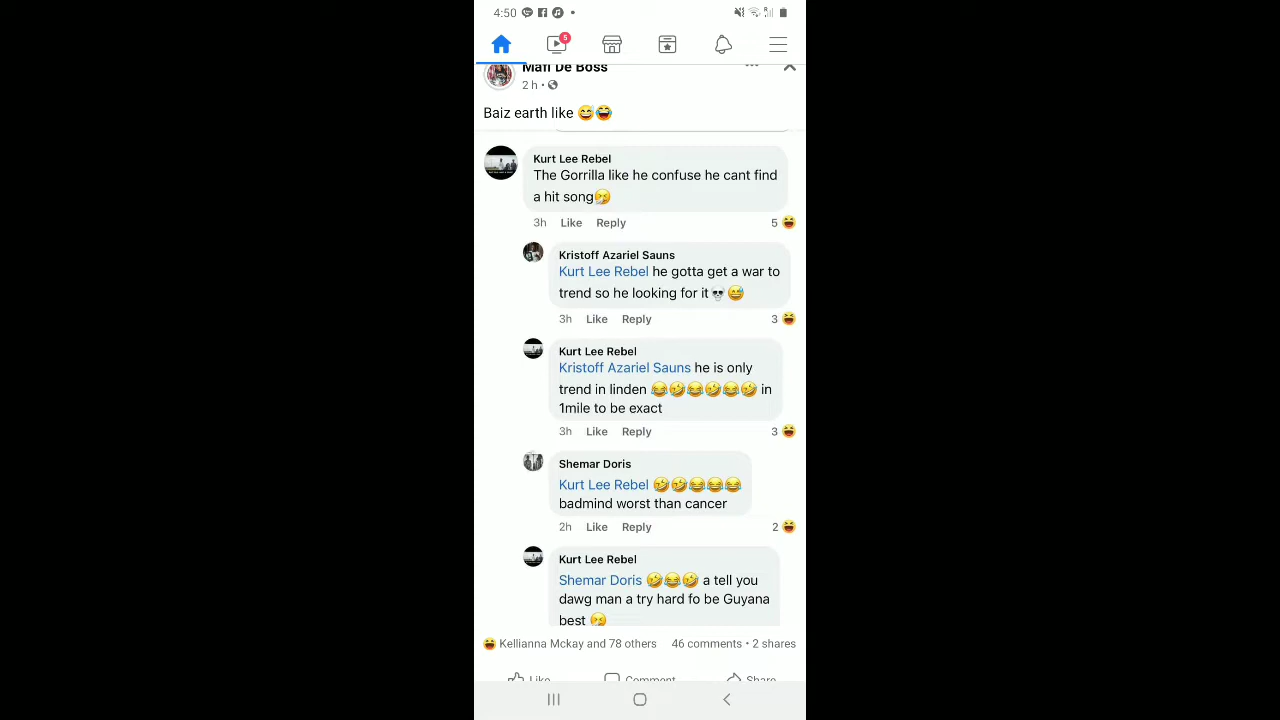 4:50
5
Mafi De Boss
2 h
Baiz earth like 😅😂
Kurt Lee Rebel
The Gorrilla like he confuse he cant find
a hit song🤧
3h Like Reply 5
Kristoff Azariel Sauns
Kurt Lee Rebel he gotta get a war to
trend so he looking for it💀😅
3h Like Reply 3
Kurt Lee Rebel
Kristoff Azariel Sauns he is only
trend in linden 😂🤣😂🤣😂🤣 in
1mile to be exact
3h Like Reply 3
Shemar Doris
Kurt Lee Rebel 🤣🤣😂😂😂
badmind worst than cancer
2h Like Reply 2
Kurt Lee Rebel
Shemar Doris 🤣😂🤣 a tell you
dawg man a try hard fo be Guyana
best 🤧
Kellianna Mckay and 78 others 46 comments • 2 shares
Like Comment Share